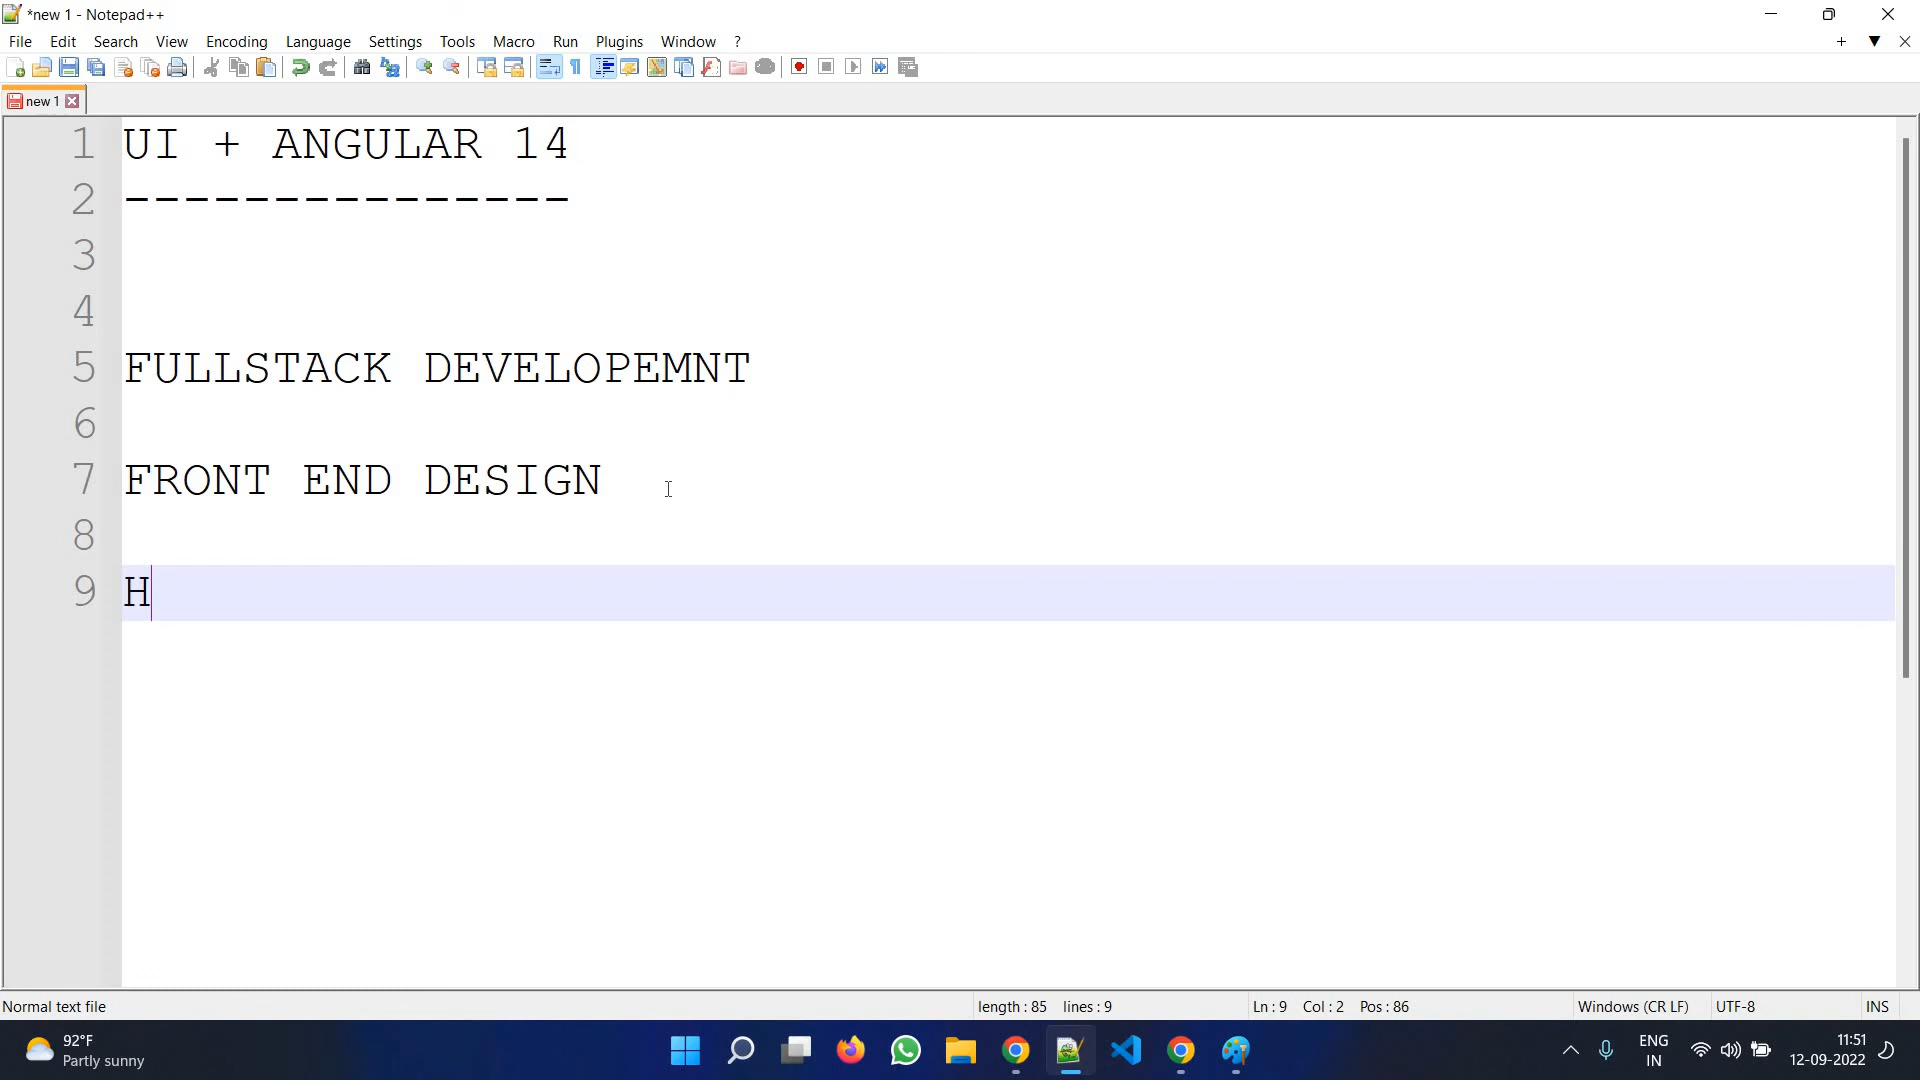 *new 1 - Notepad++
File Edit Search View Encoding Language Settings Tools Macro Run Plugins Window ?
new 1
1 UI + ANGULAR 14
2 ---------------
3
4
5 FULLSTACK DEVELOPEMNT
6
7 FRONT END DESIGN
8
9 H
Normal text file length : 85 lines : 9 Ln : 9 Col : 2 Pos : 86 Windows (CR LF) UTF-8 INS
92°F
Partly sunny
ENG
IN
11:51
12-09-2022